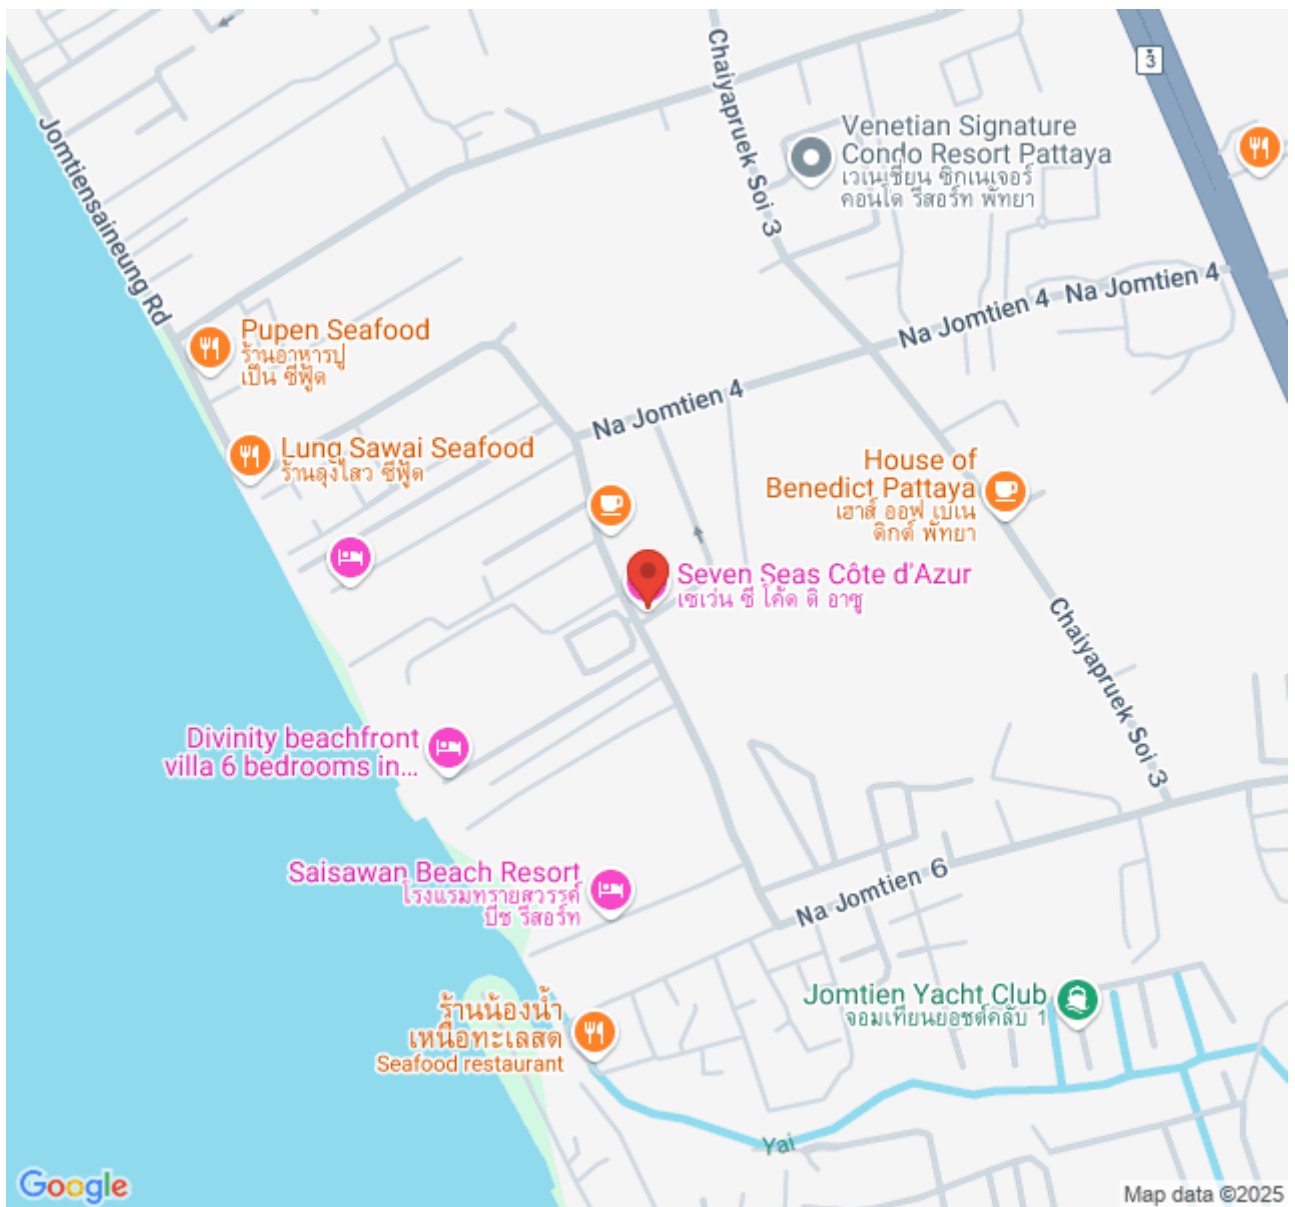 Chaiyapruek Soi 3
3
Venetian Signature
Condo Resort Pattaya
เวเนเชี่ยน ซิกเนเจอร์
คอนโด รีสอร์ท พัทยา
Jomtiensaineung Rd
Na Jomtien 4
Na Jomtien 4
Pupen Seafood
ร้านอาหารปู
เป็น ซีฟู้ด
Na Jomtien 4
Lung Sawai Seafood
ร้านลุงไสว ซีฟู้ด
House of
Benedict Pattaya
เฮาส์ ออฟ เบเน
ดิกต์ พัทยา
Seven Seas Côte d'Azur
เซเว่น ซี โค้ด ดิ อาซู
Chaiyapruek Soi 3
Divinity beachfront
villa 6 bedrooms in...
Saisawan Beach Resort
โรงแรมทรายสวรรค์
บีช รีสอร์ท
Na Jomtien 6
Jomtien Yacht Club
จอมเทียนยอชต์คลับ 1
ร้านน้องน้ำ
เหนือทะเลสด
Seafood restaurant
Yai
Google
Map data ©2025